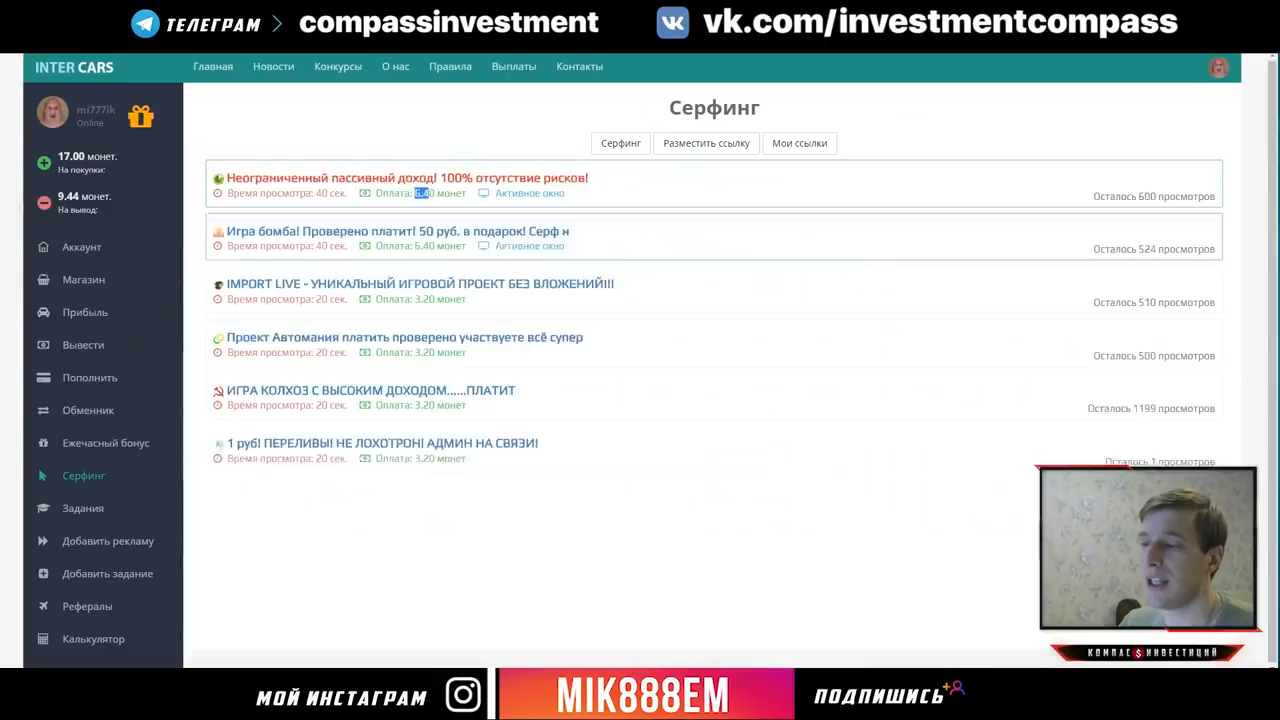 ТЕЛЕГРАМ > compassinvestment
vk.com/investmentcompass
INTER CARS
Главная Новости Конкурсы О нас Правила Выплаты Контакты
mi777ik
Online
17.00 монет.
На покупки:
9.44 монет.
На вывод:
Аккаунт
Магазин
Прибыль
Вывести
Пополнить
Обменник
Ежечасный бонус
Серфинг
Задания
Добавить рекламу
Добавить задание
Рефералы
Калькулятор
Серфинг
Серфинг Разместить ссылку Мои ссылки
Неограниченный пассивный доход! 100% отсутствие рисков!
Время просмотра: 40 сек. Оплата: 6.40 монет Активное окно
Осталось 600 просмотров
Игра бомба! Проверено платит! 50 руб. в подарок! Серф н
Время просмотра: 40 сек. Оплата: 6.40 монет Активное окно
Осталось 524 просмотров
IMPORT LIVE - УНИКАЛЬНЫЙ ИГРОВОЙ ПРОЕКТ БЕЗ ВЛОЖЕНИЙ!!!
Время просмотра: 20 сек. Оплата: 3.20 монет
Осталось 510 просмотров
Проект Автомания платить проверено участвуете всё супер
Время просмотра: 20 сек. Оплата: 3.20 монет
Осталось 500 просмотров
ИГРА КОЛХОЗ С ВЫСОКИМ ДОХОДОМ......ПЛАТИТ
Время просмотра: 20 сек. Оплата: 3.20 монет
Осталось 1199 просмотров
1 руб! ПЕРЕЛИВЫ! НЕ ЛОХОТРОН! АДМИН НА СВЯЗИ!
Время просмотра: 20 сек. Оплата: 3.20 монет
Осталось 1 просмотров
КОМПАС $ ИНВЕСТИЦИЙ
МОЙ ИНСТАГРАМ
MIK888EM
ПОДПИШИСЬ